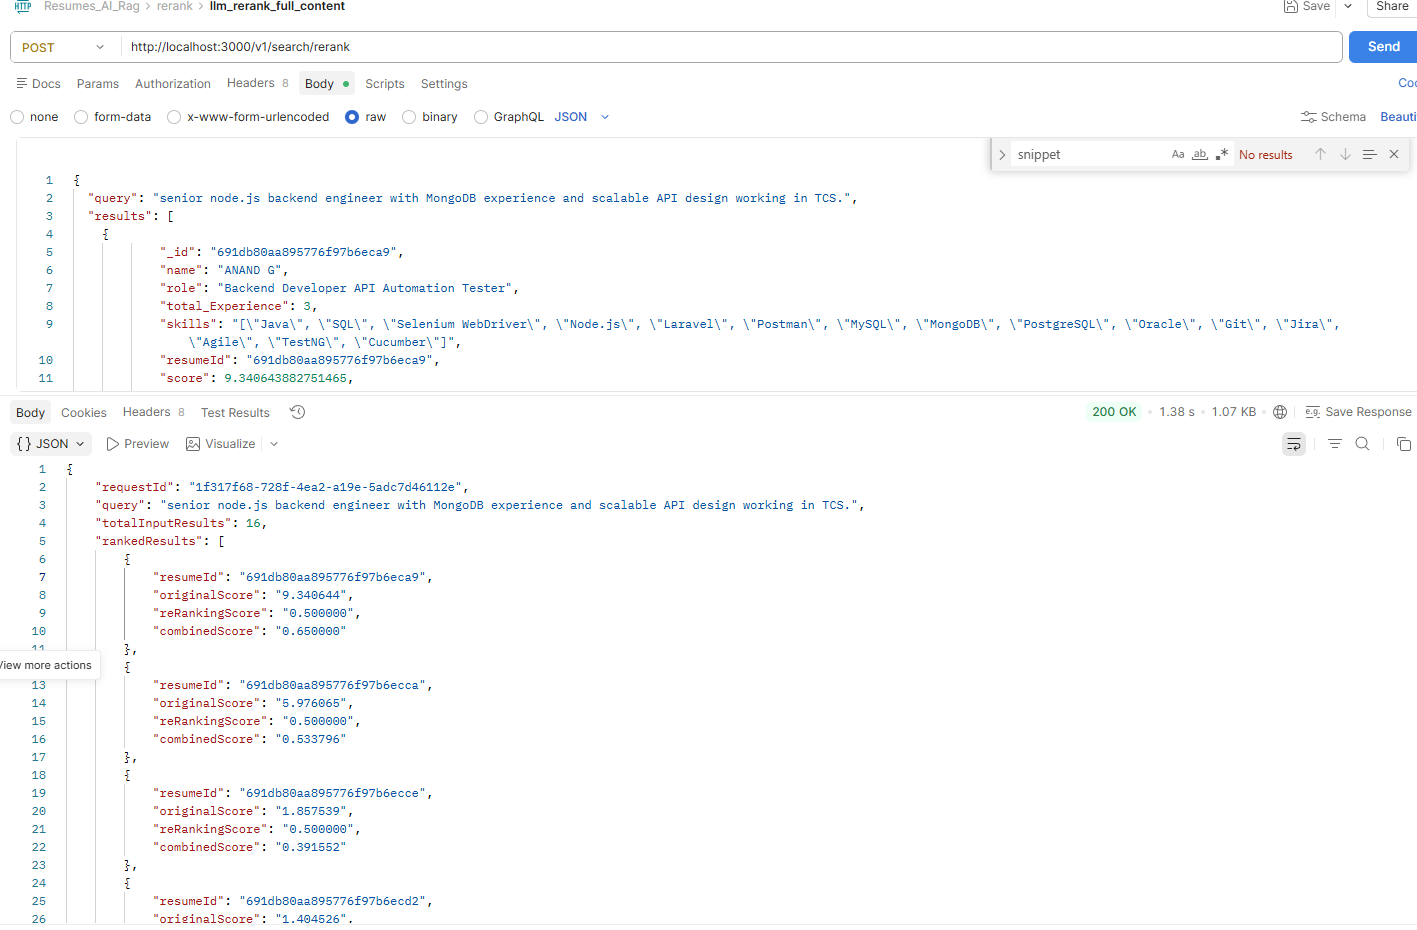 HTTP Resumes_AI_Rag > rerank > llm_rerank_full_content Save Share
POST http://localhost:3000/v1/search/rerank Send
Docs Params Authorization Headers 8 Body Scripts Settings Coo
none form-data x-www-form-urlencoded raw binary GraphQL JSON Schema Beauti
snippet Aa ab .* No results
1 {
2 "query": "senior node.js backend engineer with MongoDB experience and scalable API design working in TCS.",
3 "results": [
4 {
5 "_id": "691db80aa895776f97b6eca9",
6 "name": "ANAND G",
7 "role": "Backend Developer API Automation Tester",
8 "total_Experience": 3,
9 "skills": "[\"Java\", \"SQL\", \"Selenium WebDriver\", \"Node.js\", \"Laravel\", \"Postman\", \"MySQL\", \"MongoDB\", \"PostgreSQL\", \"Oracle\", \"Git\", \"Jira\",
\"Agile\", \"TestNG\", \"Cucumber\"]",
10 "resumeId": "691db80aa895776f97b6eca9",
11 "score": 9.340643882751465,
Body Cookies Headers 8 Test Results 200 OK • 1.38 s • 1.07 KB • e.g. Save Response
{} JSON Preview Visualize
1 {
2 "requestId": "1f317f68-728f-4ea2-a19e-5adc7d46112e",
3 "query": "senior node.js backend engineer with MongoDB experience and scalable API design working in TCS.",
4 "totalInputResults": 16,
5 "rankedResults": [
6 {
7 "resumeId": "691db80aa895776f97b6eca9",
8 "originalScore": "9.340644",
9 "reRankingScore": "0.500000",
10 "combinedScore": "0.650000"
11 },
View more actions {
13 "resumeId": "691db80aa895776f97b6ecca",
14 "originalScore": "5.976065",
15 "reRankingScore": "0.500000",
16 "combinedScore": "0.533796"
17 },
18 {
19 "resumeId": "691db80aa895776f97b6ecce",
20 "originalScore": "1.857539",
21 "reRankingScore": "0.500000",
22 "combinedScore": "0.391552"
23 },
24 {
25 "resumeId": "691db80aa895776f97b6ecd2",
26 "originalScore": "1.404526",